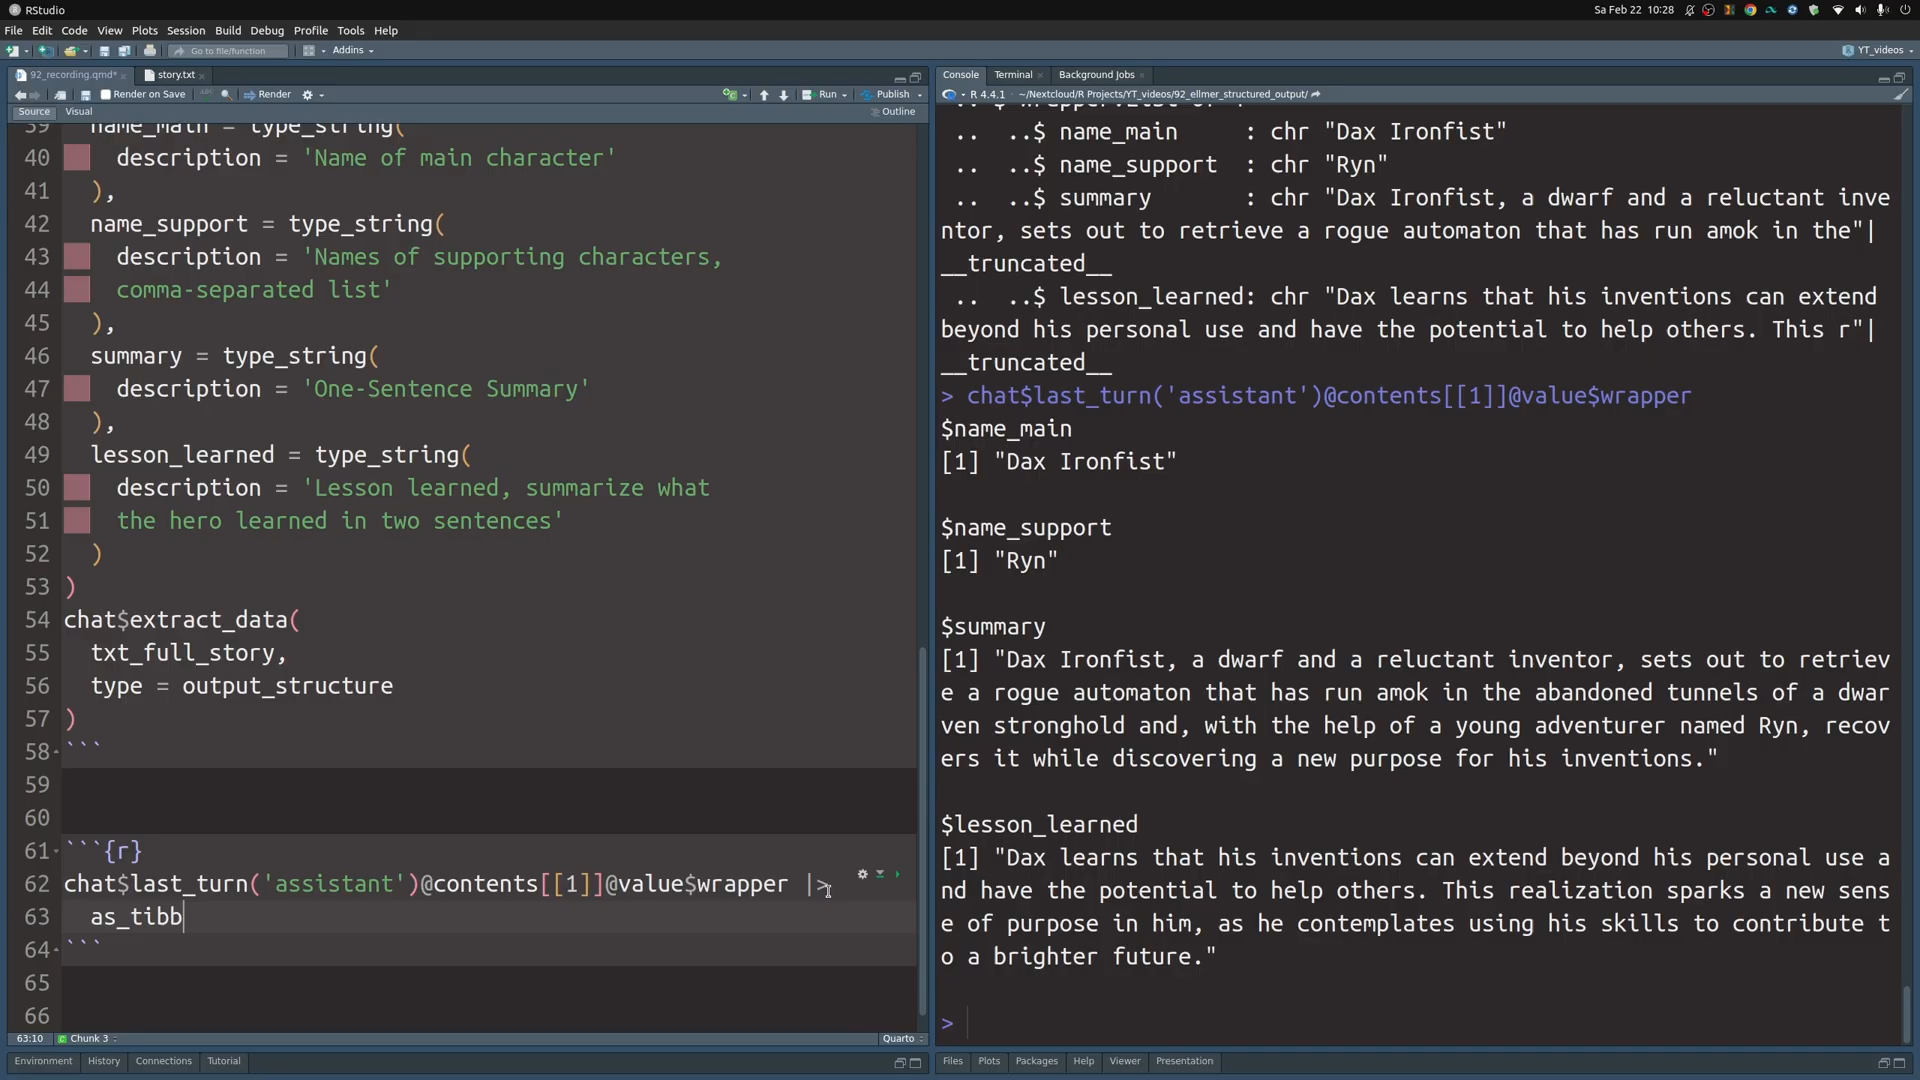 RStudio
Sa Feb 22 10:28
File Edit Code View Plots Session Build Debug Profile Tools Help
Go to file/function
Addins
YT_videos
92_recording.qmd*
story.txt
Render on Save
Render
Run
Publish
Source
Visual
Outline
39 name_main = type_string(
40 description = 'Name of main character'
41 ),
42 name_support = type_string(
43 description = 'Names of supporting characters,
44 comma-separated list'
45 ),
46 summary = type_string(
47 description = 'One-Sentence Summary'
48 ),
49 lesson_learned = type_string(
50 description = 'Lesson learned, summarize what
51 the hero learned in two sentences'
52 )
53 )
54 chat$extract_data(
55 txt_full_story,
56 type = output_structure
57 )
58 ```
59
60
61 ```{r}
62 chat$last_turn('assistant')@contents[[1]]@value$wrapper |>
63 as_tibb
64 ```
65
66
63:10
Chunk 3
Quarto
Environment History Connections Tutorial
Console Terminal Background Jobs
R 4.4.1 · ~/Nextcloud/R Projects/YT_videos/92_ellmer_structured_output/
.. ..$ name_main : chr "Dax Ironfist"
.. ..$ name_support : chr "Ryn"
.. ..$ summary : chr "Dax Ironfist, a dwarf and a reluctant inve
ntor, sets out to retrieve a rogue automaton that has run amok in the"|
__truncated__
.. ..$ lesson_learned: chr "Dax learns that his inventions can extend
beyond his personal use and have the potential to help others. This r"|
__truncated__
> chat$last_turn('assistant')@contents[[1]]@value$wrapper
$name_main
[1] "Dax Ironfist"
$name_support
[1] "Ryn"
$summary
[1] "Dax Ironfist, a dwarf and a reluctant inventor, sets out to retriev
e a rogue automaton that has run amok in the abandoned tunnels of a dwar
ven stronghold and, with the help of a young adventurer named Ryn, recov
ers it while discovering a new purpose for his inventions."
$lesson_learned
[1] "Dax learns that his inventions can extend beyond his personal use a
nd have the potential to help others. This realization sparks a new sens
e of purpose in him, as he contemplates using his skills to contribute t
o a brighter future."
>
Files Plots Packages Help Viewer Presentation